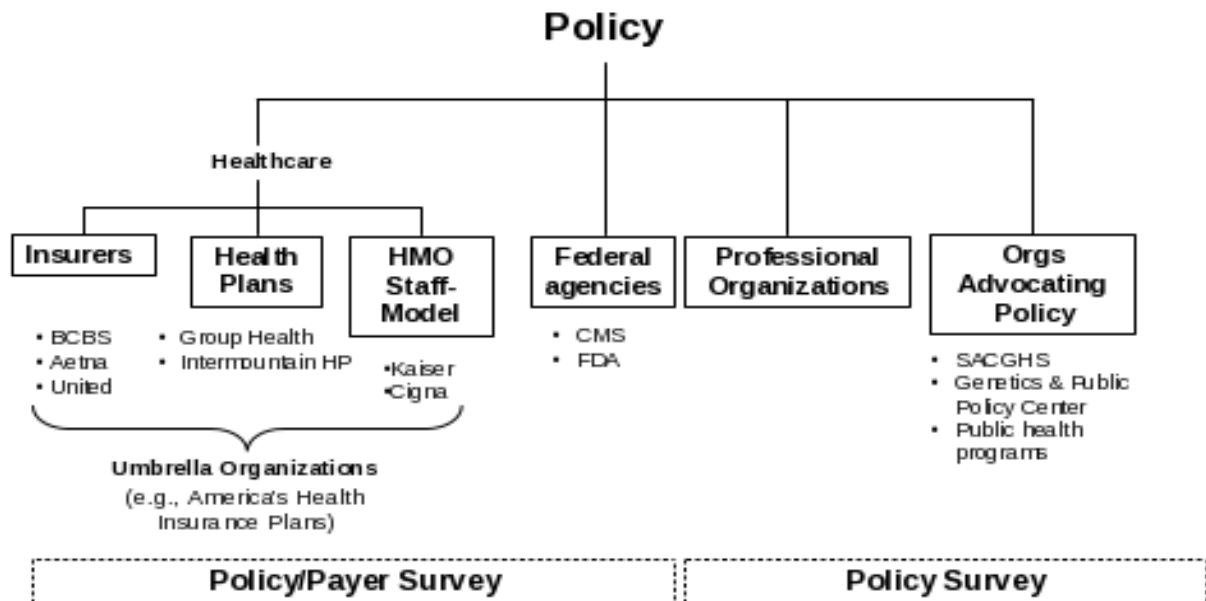 Policy
Healthcare
Insurers
Health
Plans
HMO
Staff-
Model
Federal
agencies
Professional
Organizations
Orgs
Advocating
Policy
• BCBS
• Aetna
• United
• Group Health
• Intermountain HP
•Kaiser
•Cigna
• CMS
• FDA
• SACGHS
• Genetics & Public
Policy Center
• Public health
programs
Umbrella Organizations
(e.g., America's Health
Insurance Plans)
Policy/Payer Survey
Policy Survey